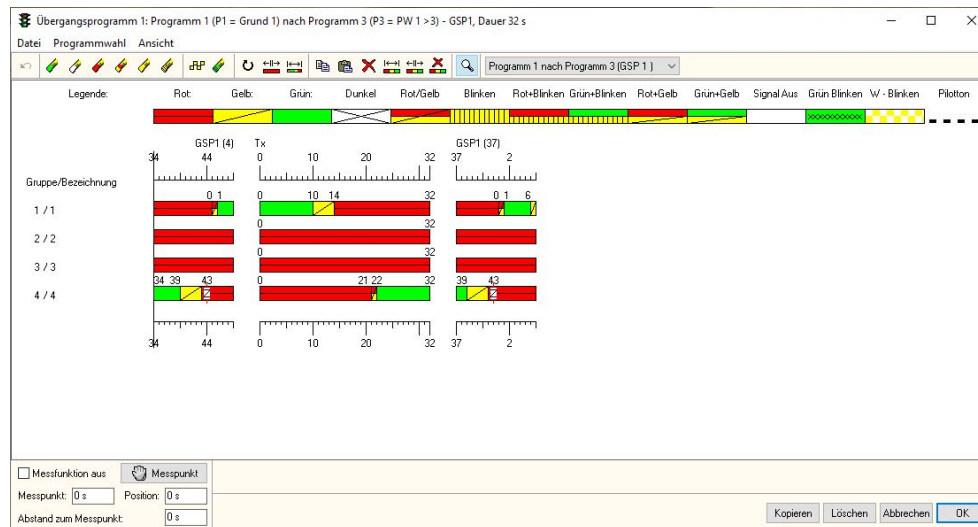 Übergangsprogramm 1: Programm 1 (P1 = Grund 1) nach Programm 3 (P3 = PW 1 >3) - GSP1, Dauer 32 s
Datei Programmwahl Ansicht
Programm 1 nach Programm 3 (GSP 1 )
Legende: Rot: Gelb: Grün: Dunkel Rot/Gelb Blinken Rot+Blinken Grün+Blinken Rot+Gelb Grün+Gelb Signal Aus Grün Blinken W - Blinken Pilotton
GSP1 (4) Tx GSP1 (37)
34 44 0 10 20 32 37 2
Gruppe/Bezeichnung
0 1 0 10 14 32 0 1 6
1 / 1
0 32
2 / 2
0 32
3 / 3
34 39 43 0 21 22 32 39 43
4 / 4
34 44 0 10 20 32 37 2
Messfunktion aus Messpunkt
Messpunkt: 0 s Position: 0 s
Abstand zum Messpunkt: 0 s
Kopieren Löschen Abbrechen OK